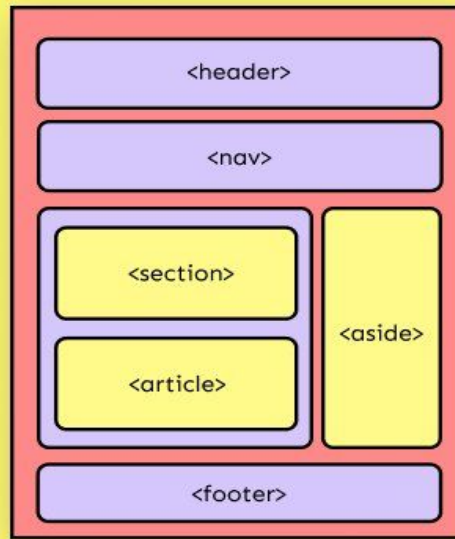 <header>
<nav>
<section>
<article>
<aside>
<footer>